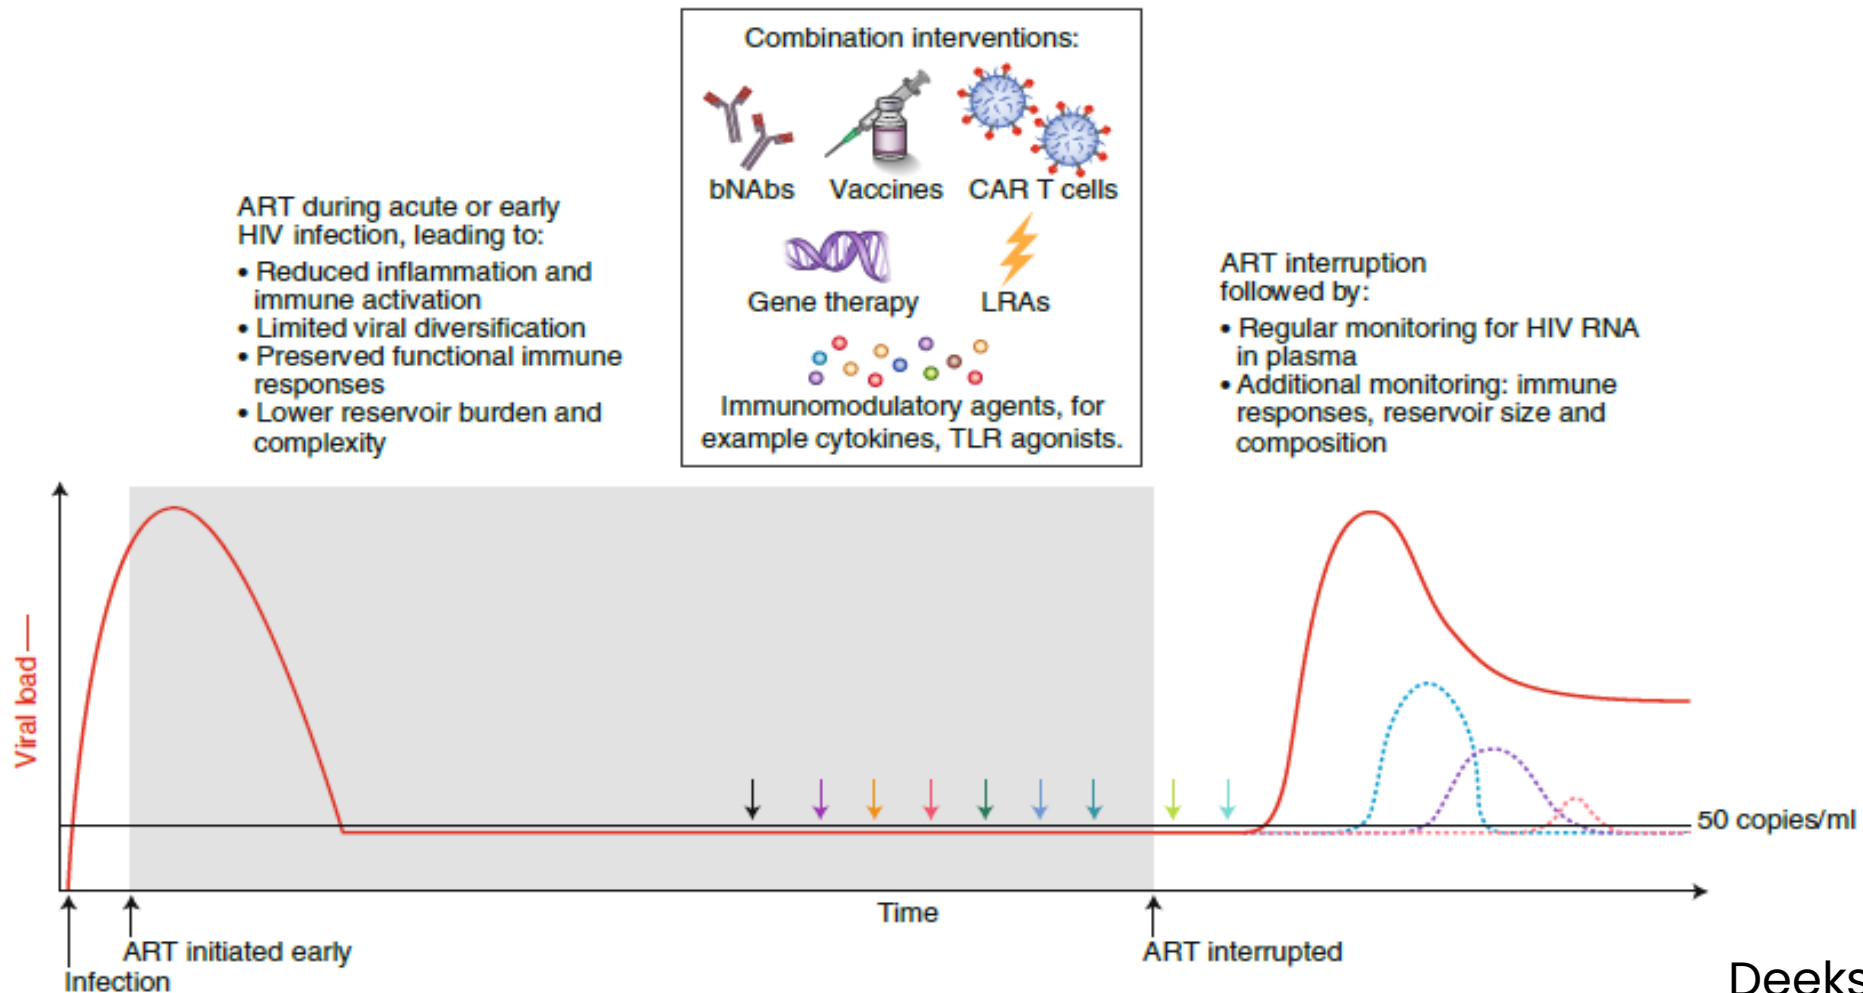 Combination interventions:
bNAbs
Vaccines
CAR T cells
Gene therapy
LRAs
Immunomodulatory agents, for
example cytokines, TLR agonists.
ART during acute or early
HIV infection, leading to:
• Reduced inflammation and
immune activation
• Limited viral diversification
• Preserved functional immune
responses
• Lower reservoir burden and
complexity
ART interruption
followed by:
• Regular monitoring for HIV RNA
in plasma
• Additional monitoring: immune
responses, reservoir size and
composition
Viral load
50 copies/ml
Time
ART initiated early
Infection
ART interrupted
Deeks